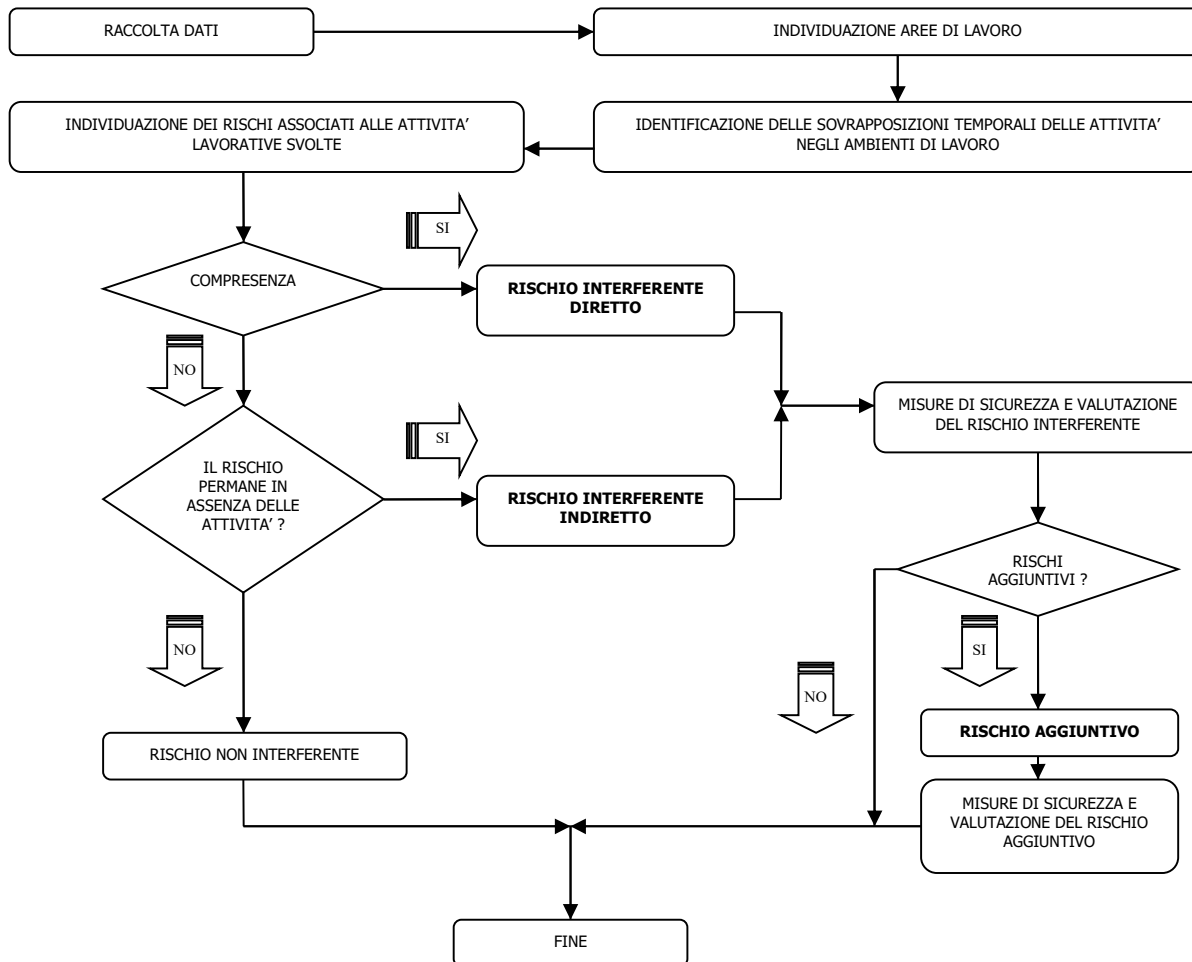 RACCOLTA DATI
INDIVIDUAZIONE AREE DI LAVORO
INDIVIDUAZIONE DEI RISCHI ASSOCIATI ALLE ATTIVITA’
LAVORATIVE SVOLTE
IDENTIFICAZIONE DELLE SOVRAPPOSIZIONI TEMPORALI DELLE ATTIVITA’
NEGLI AMBIENTI DI LAVORO
SI
COMPRESENZA
RISCHIO INTERFERENTE
DIRETTO
NO
SI
MISURE DI SICUREZZA E VALUTAZIONE
DEL RISCHIO INTERFERENTE
IL RISCHIO
PERMANE IN
ASSENZA DELLE
ATTIVITA’ ?
RISCHIO INTERFERENTE
INDIRETTO
RISCHI
AGGIUNTIVI ?
NO
SI
NO
RISCHIO AGGIUNTIVO
RISCHIO NON INTERFERENTE
MISURE DI SICUREZZA E
VALUTAZIONE DEL RISCHIO
AGGIUNTIVO
FINE